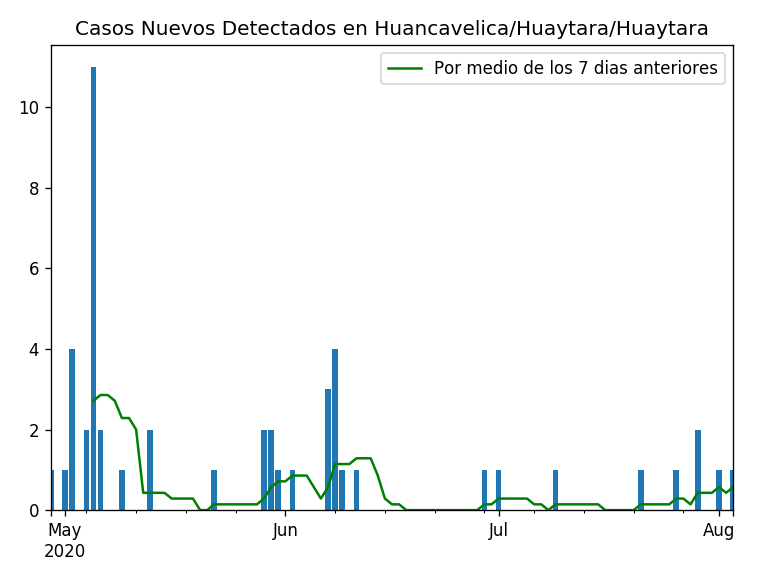 Casos Nuevos Detectados en Huancavelica/Huaytara/Huaytara
Por medio de los 7 dias anteriores
10
8
6
4
2
0
May Jun Jul Aug
2020